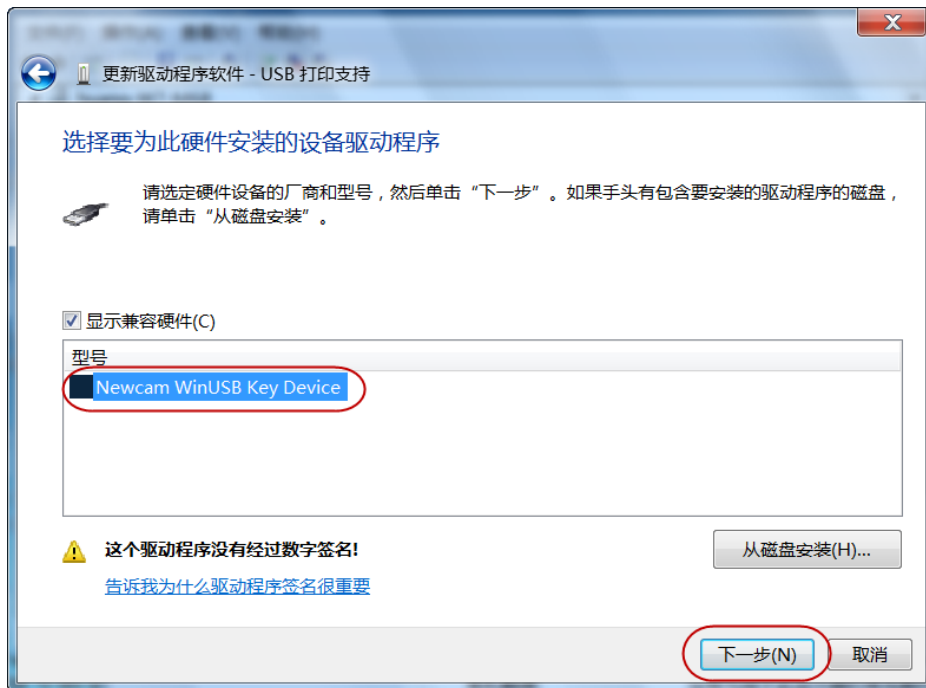 更新驱动程序软件 - USB 打印支持
选择要为此硬件安装的设备驱动程序
请选定硬件设备的厂商和型号，然后单击“下一步”。如果手头有包含要安装的驱动程序的磁盘，
请单击“从磁盘安装”。
显示兼容硬件(C)
型号
Newcam WinUSB Key Device
这个驱动程序没有经过数字签名!
从磁盘安装(H)...
告诉我为什么驱动程序签名很重要
下一步(N)
取消